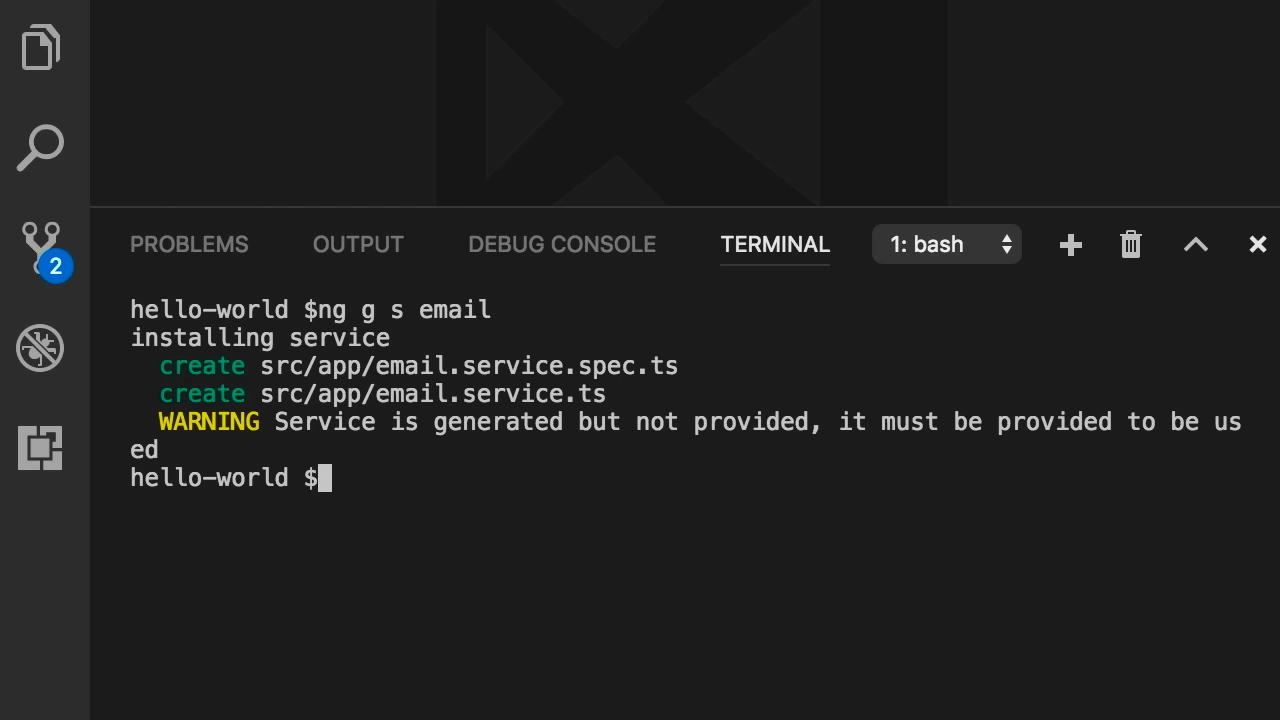 PROBLEMS OUTPUT DEBUG CONSOLE TERMINAL 1: bash
2
hello-world $ng g s email
installing service
create src/app/email.service.spec.ts
create src/app/email.service.ts
WARNING Service is generated but not provided, it must be provided to be us
ed
hello-world $